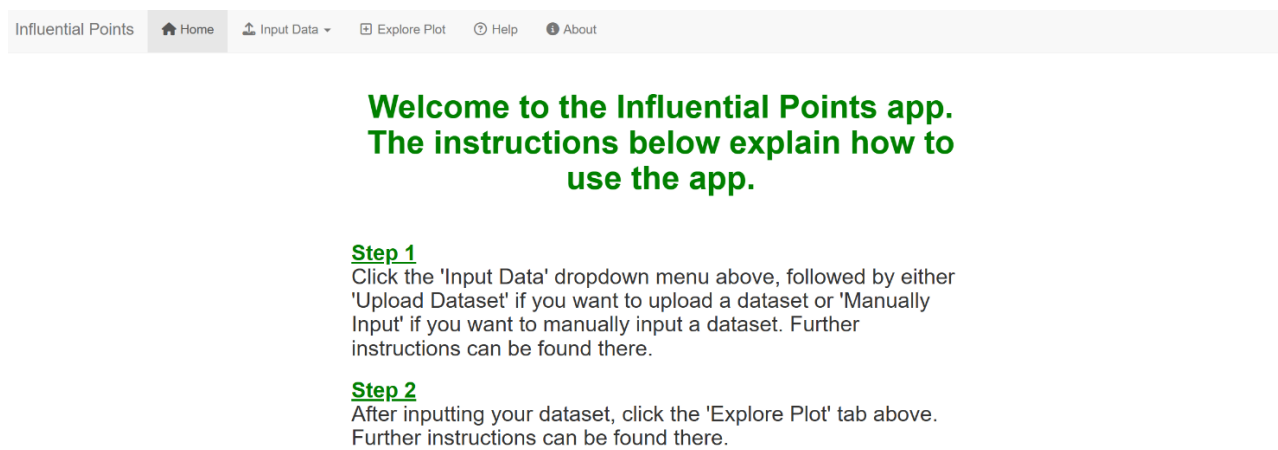 Influential Points Home Input Data Explore Plot Help About
Welcome to the Influential Points app.
The instructions below explain how to
use the app.
Step 1
Click the 'Input Data' dropdown menu above, followed by either
'Upload Dataset' if you want to upload a dataset or 'Manually
Input' if you want to manually input a dataset. Further
instructions can be found there.
Step 2
After inputting your dataset, click the 'Explore Plot' tab above.
Further instructions can be found there.